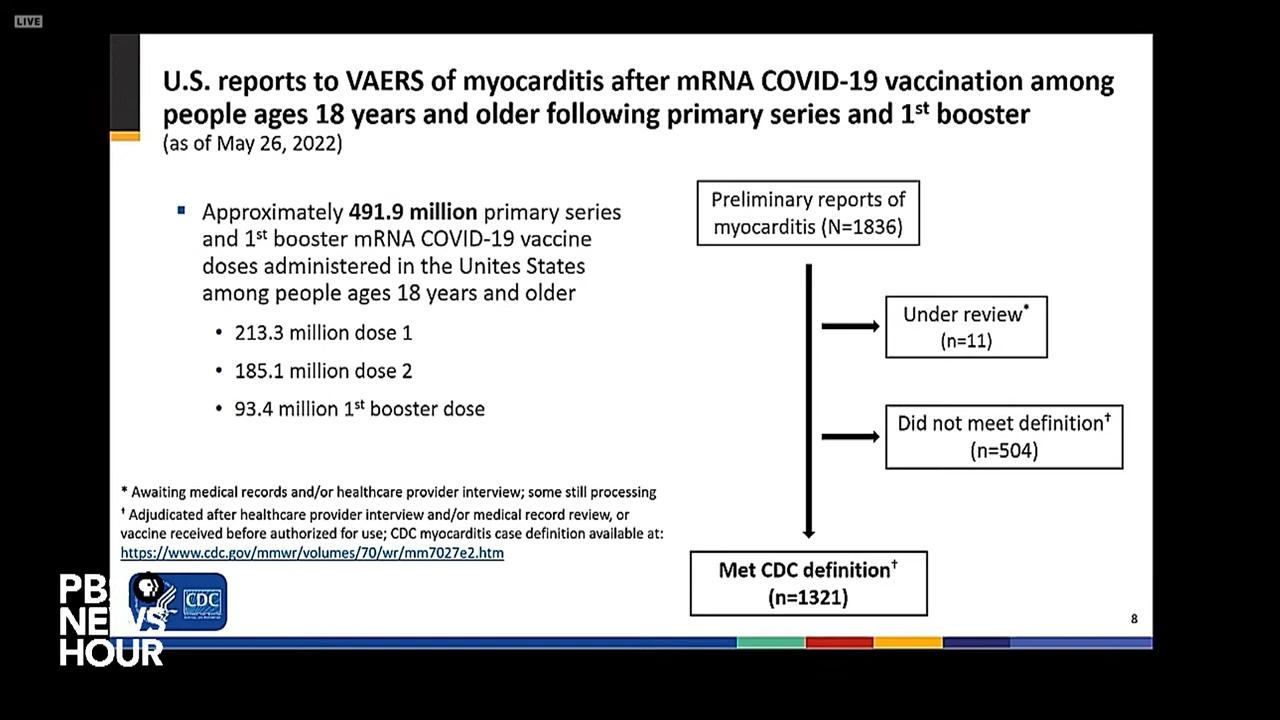 LIVE
U.S. reports to VAERS of myocarditis after mRNA COVID-19 vaccination among
people ages 18 years and older following primary series and 1st booster
(as of May 26, 2022)
▪ Approximately 491.9 million primary series
and 1st booster mRNA COVID-19 vaccine
doses administered in the Unites States
among people ages 18 years and older
• 213.3 million dose 1
• 185.1 million dose 2
• 93.4 million 1st booster dose
Preliminary reports of
myocarditis (N=1836)
Under review*
(n=11)
Did not meet definition†
(n=504)
Met CDC definition†
(n=1321)
* Awaiting medical records and/or healthcare provider interview; some still processing
† Adjudicated after healthcare provider interview and/or medical record review, or
vaccine received before authorized for use; CDC myocarditis case definition available at:
https://www.cdc.gov/mmwr/volumes/70/wr/mm7027e2.htm
CDC
PBS
NEWS
HOUR
8